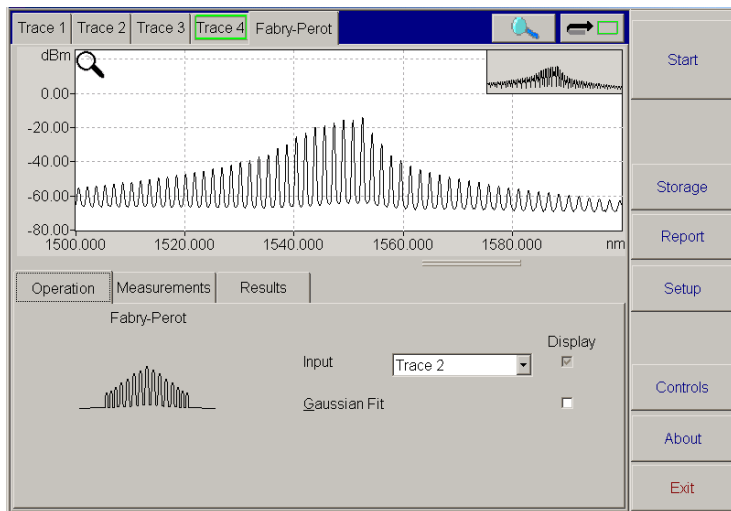 Trace 1 Trace 2 Trace 3 Trace 4 Fabry-Perot
dBm
0.00
-20.00
-40.00
-60.00
-80.00
1500.000 1520.000 1540.000 1560.000 1580.000 nm
Operation Measurements Results
Fabry-Perot
Display
Input Trace 2
Gaussian Fit
Start
Storage
Report
Setup
Controls
About
Exit